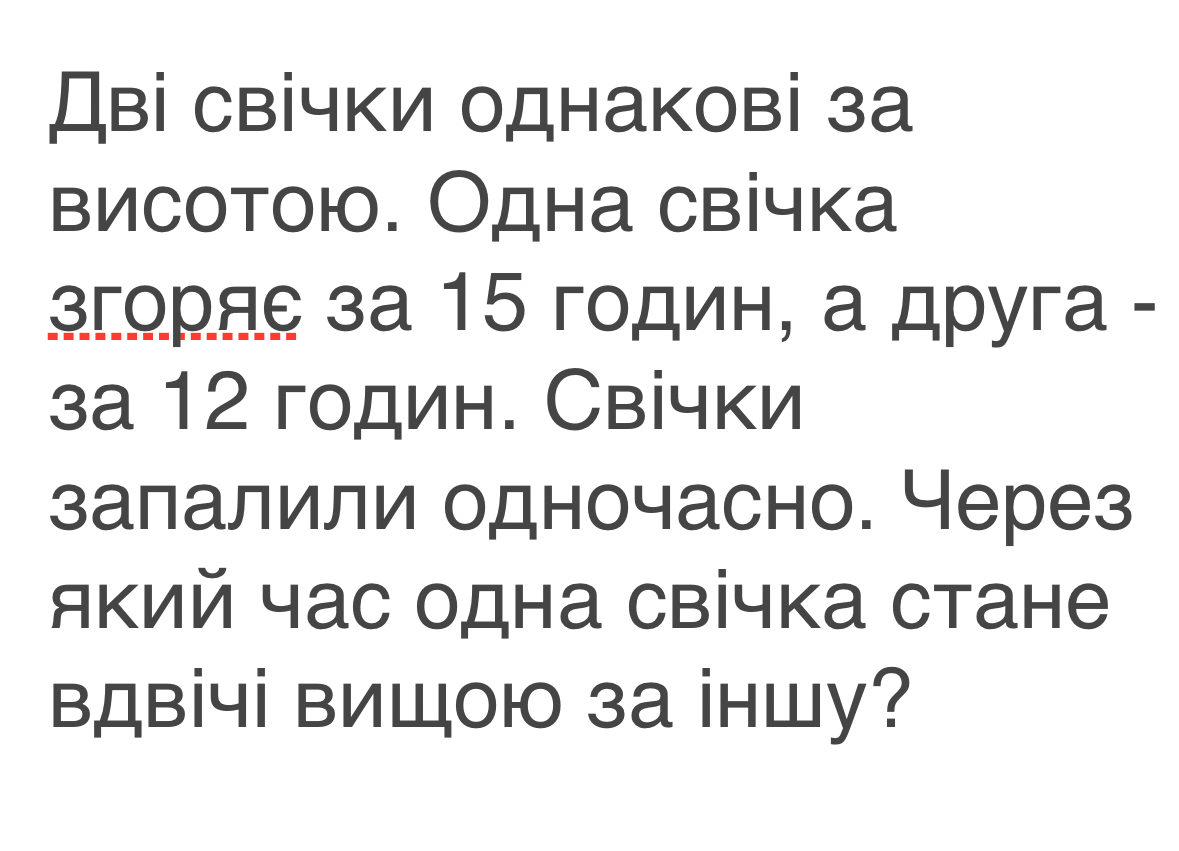 Дві свічки однакові за
висотою. Одна свічка
згоряє за 15 годин, а друга -
за 12 годин. Свічки
запалили одночасно. Через
який час одна свічка стане
вдвічі вищою за іншу?